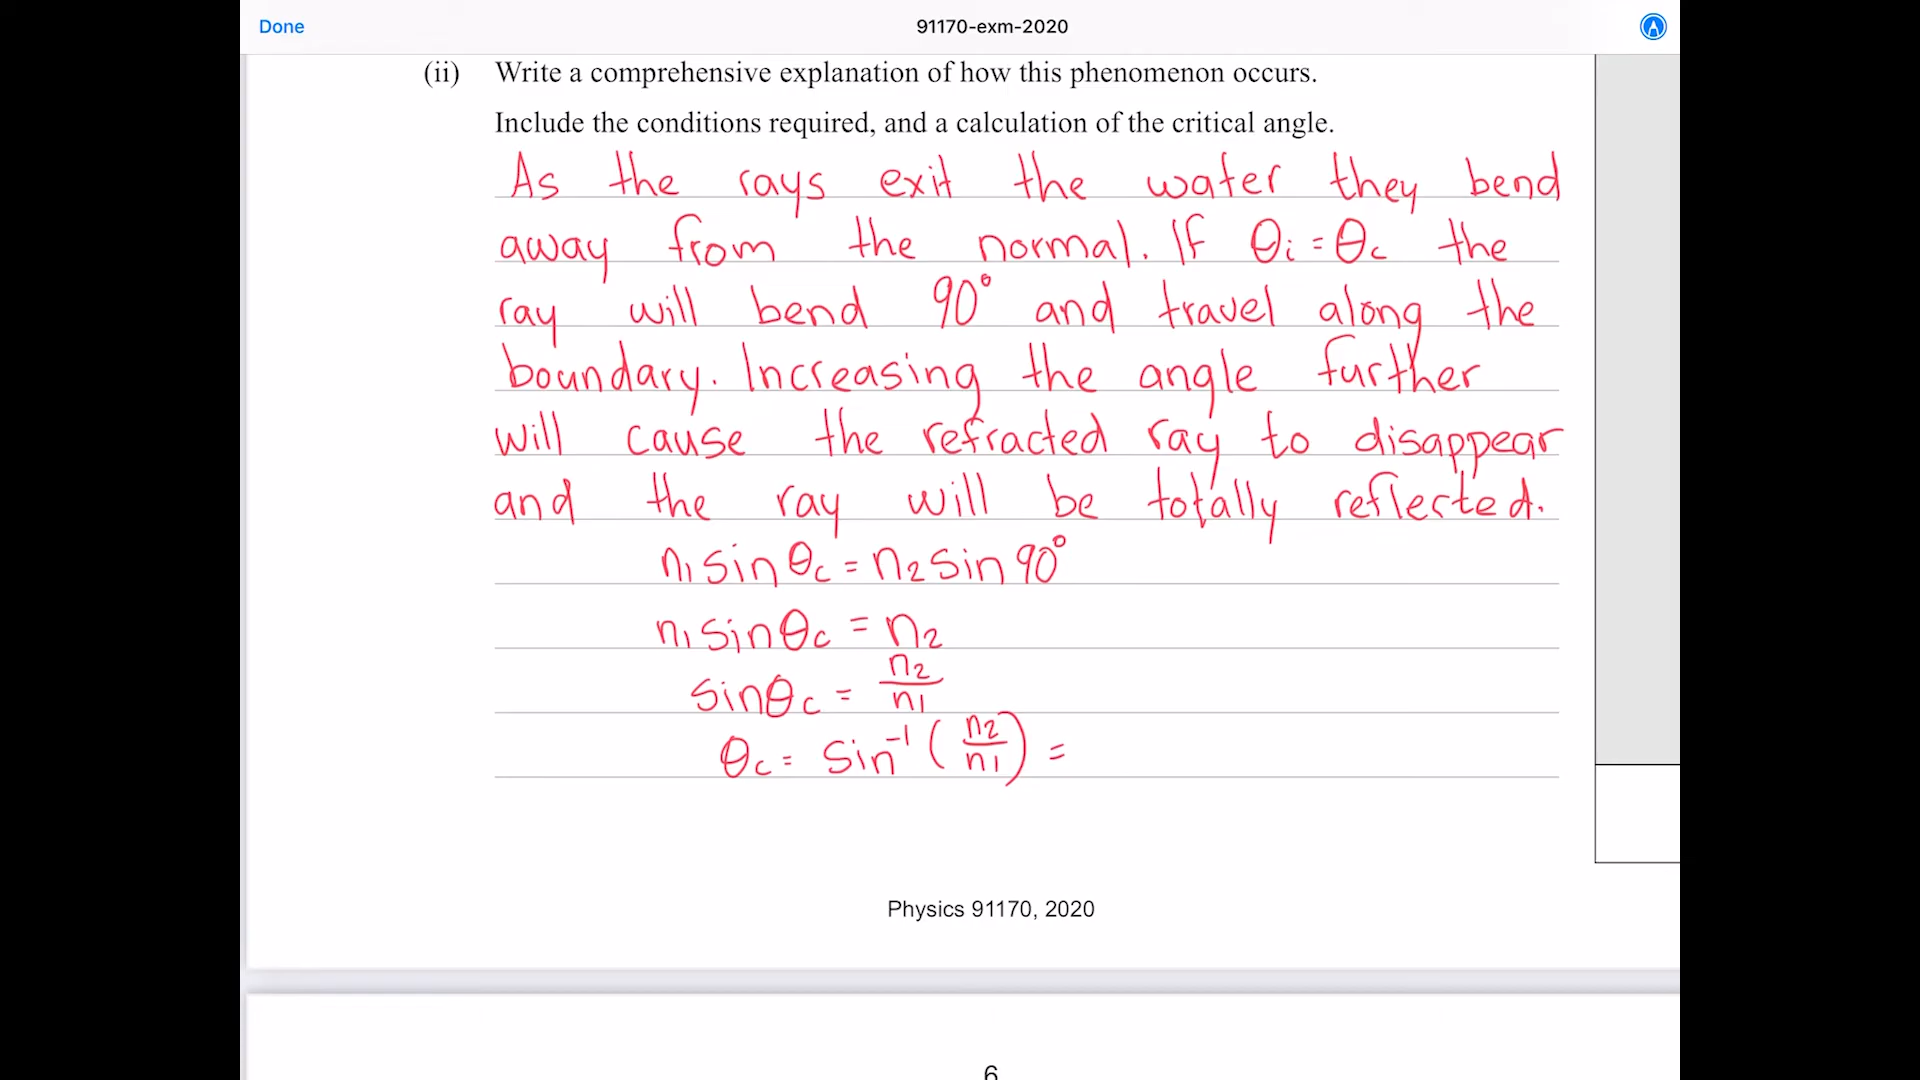 Done
91170-exm-2020
(ii) Write a comprehensive explanation of how this phenomenon occurs.
Include the conditions required, and a calculation of the critical angle.
As the rays exit the water they bend
away from the normal. If θi = θc the
ray will bend 90° and travel along the
boundary. Increasing the angle further
will cause the refracted ray to disappear
and the ray will be totally reflected.
n₁ sin θc = n₂ sin 90°
n₁ sin θc = n₂
sin θc = n₂/n₁
θc = sin⁻¹ (n₂/n₁) =
Physics 91170, 2020
6